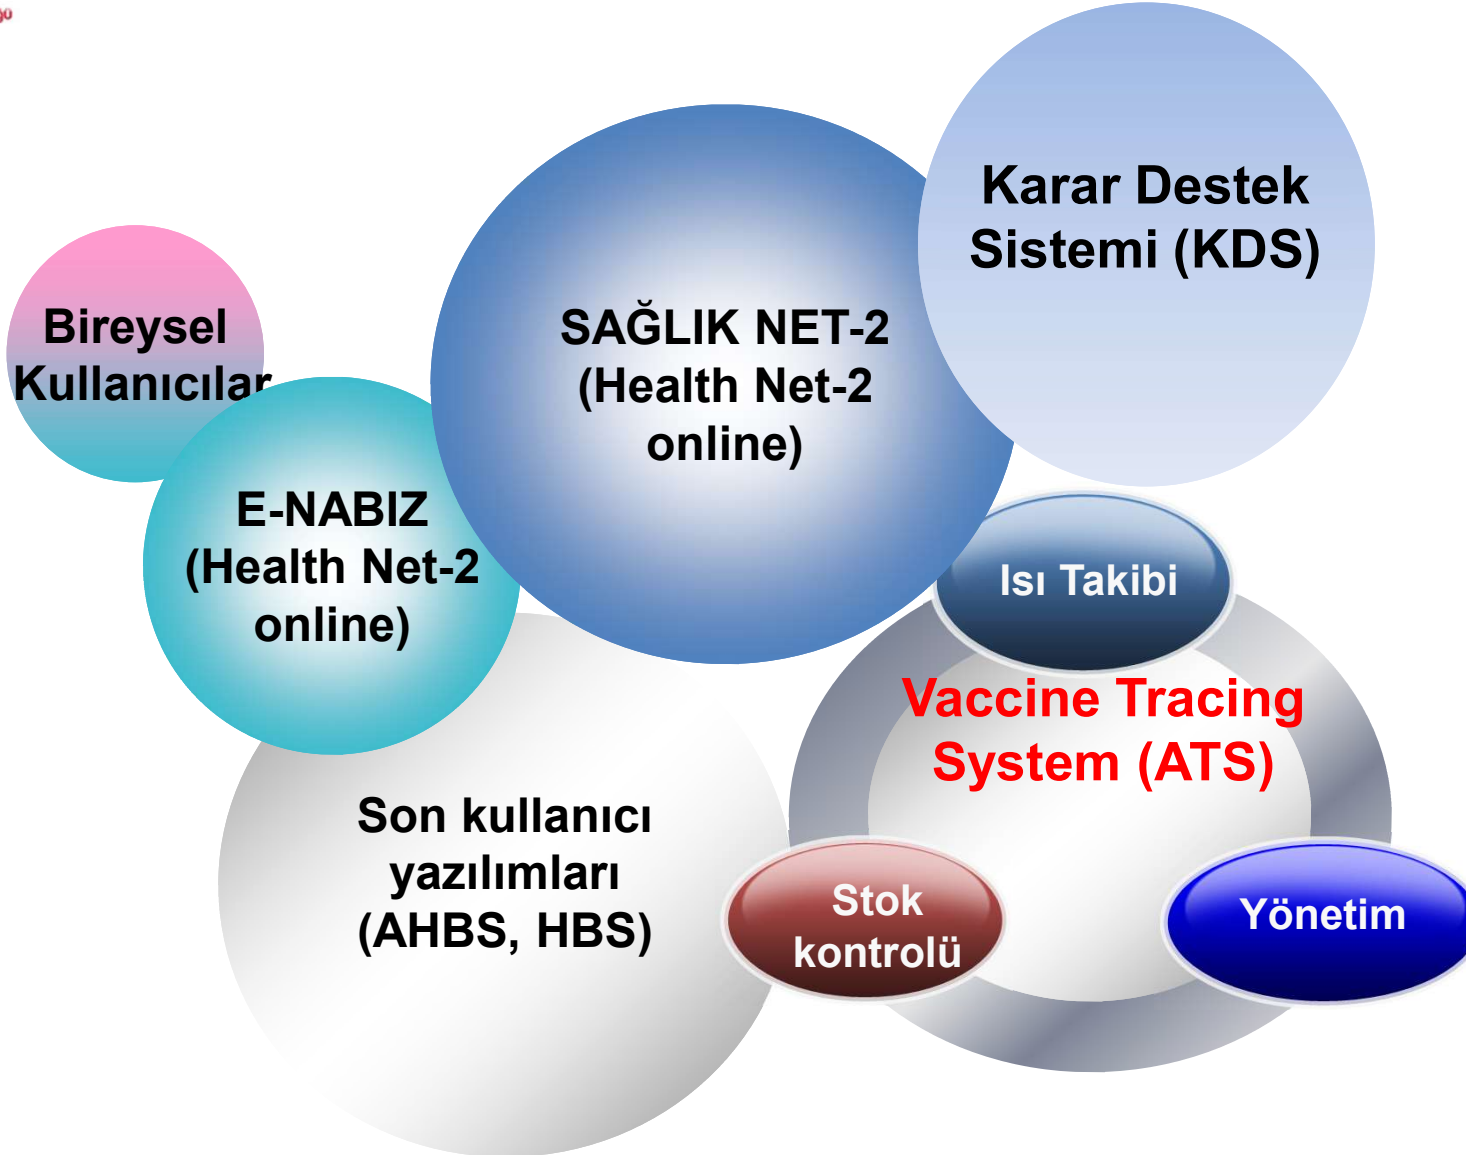 Karar Destek
Sistemi (KDS)
SAĞLIK NET-2
(Health Net-2
online)
Bireysel
Kullanıcılar
E-NABIZ
(Health Net-2
online)
Isı Takibi
Vaccine Tracing
System (ATS)
Son kullanıcı
yazılımları
(AHBS, HBS)
Stok
kontrolü
Yönetim